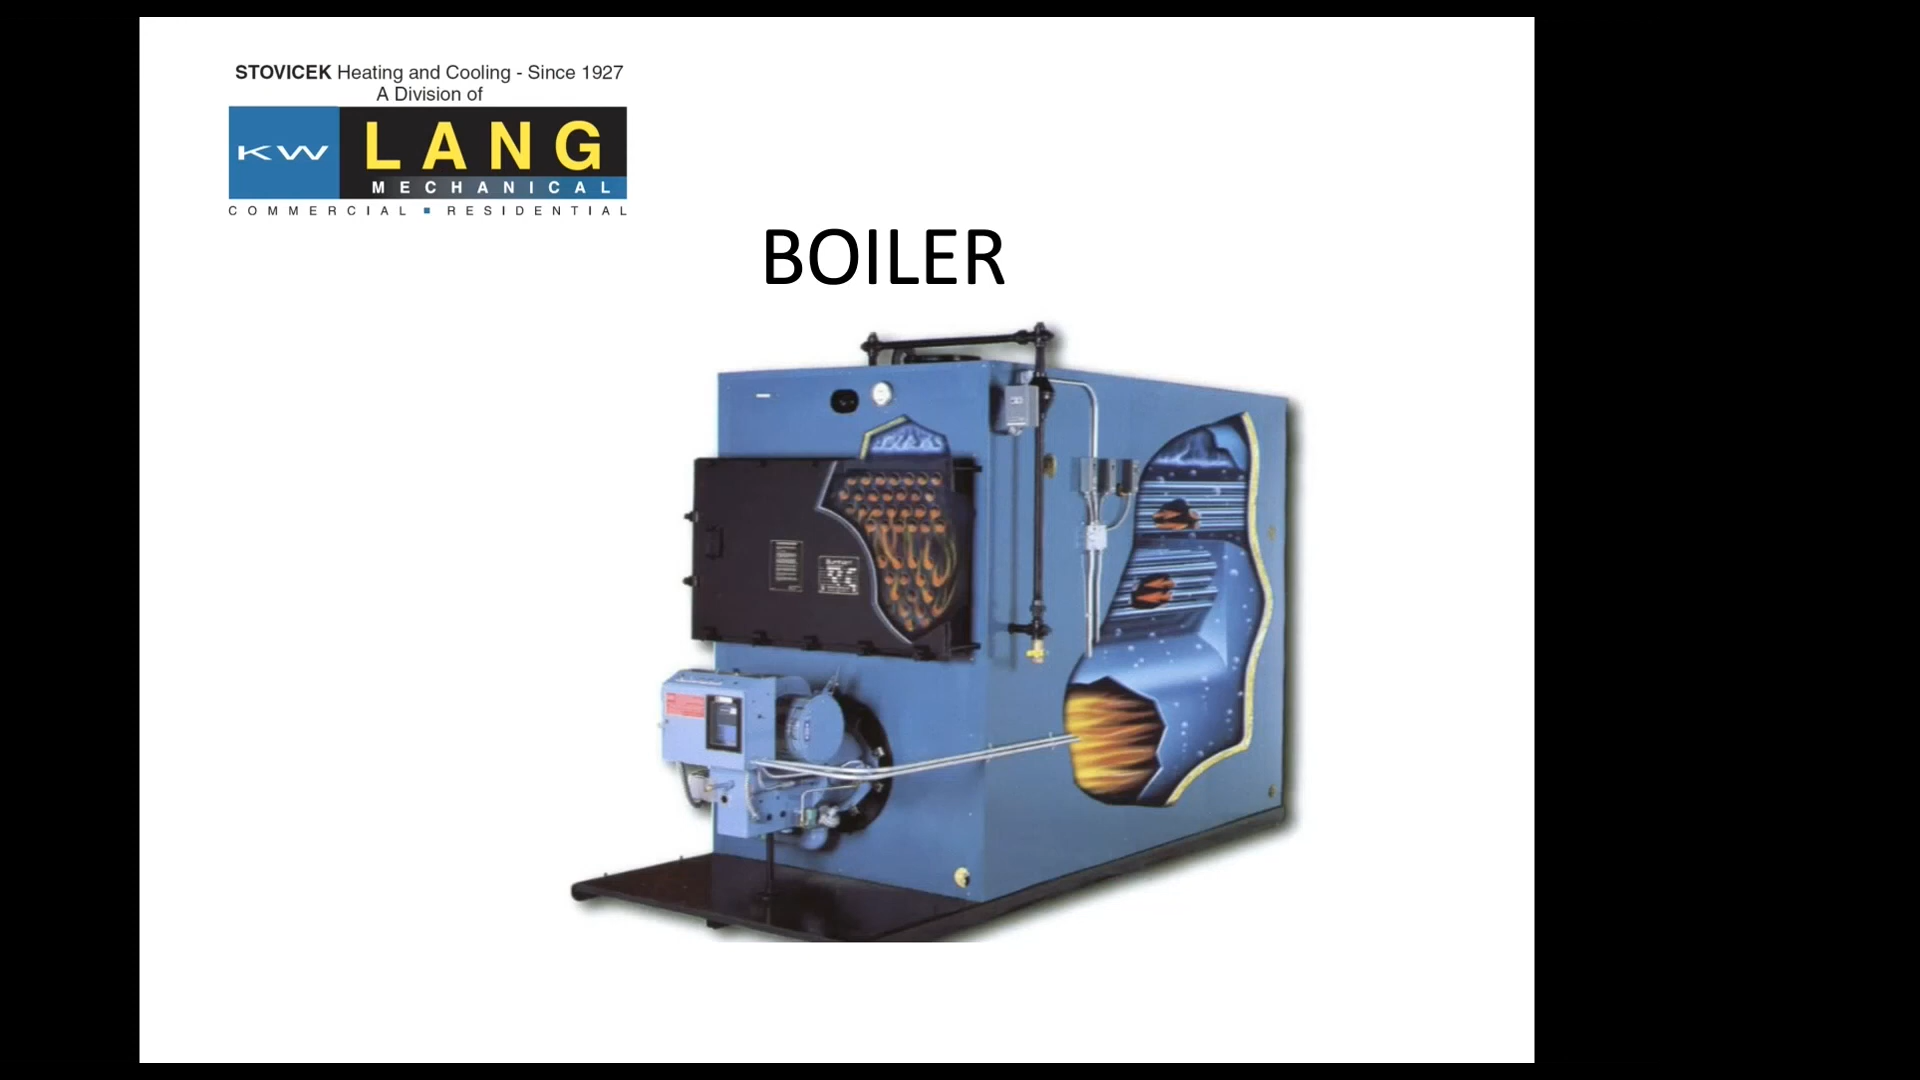 STOVICEK Heating and Cooling - Since 1927
A Division of
KW LANG
MECHANICAL
COMMERCIAL ▪ RESIDENTIAL
BOILER